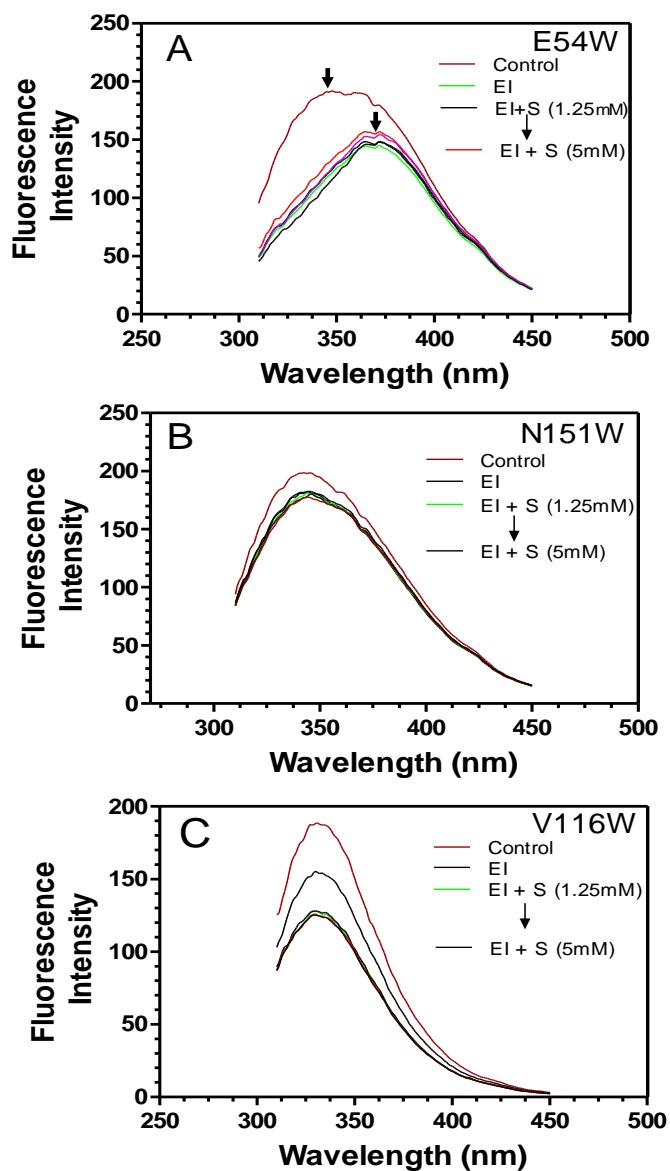 A
E54W
Control
EI
EI+S (1.25mM)
EI + S (5mM)
250
200
150
100
50
0
250 300 350 400 450 500
Fluorescence
Intensity
Wavelength (nm)
B
N151W
Control
EI
EI + S (1.25mM)
EI + S (5mM)
250
200
150
100
50
0
300 350 400 450 500
Fluorescence
Intensity
Wavelength (nm)
C
V116W
Control
EI
EI + S (1.25mM)
EI + S (5mM)
200
150
100
50
0
250 300 350 400 450 500
Fluorescence
Intensity
Wavelength (nm)